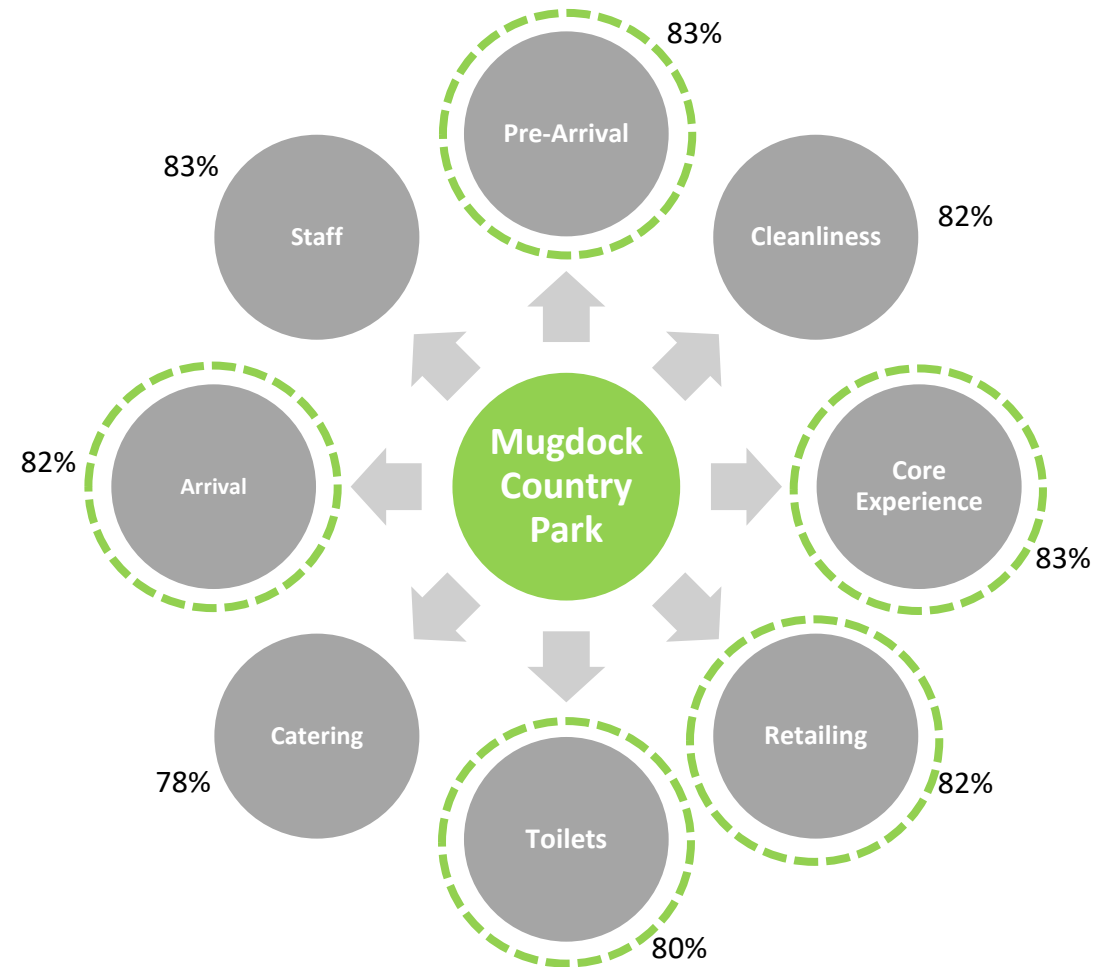 83%
Pre-Arrival
83%
Staff
Cleanliness
82%
82%
Arrival
Mugdock
Country
Park
Core
Experience
83%
Catering
78%
Retailing
82%
Toilets
80%